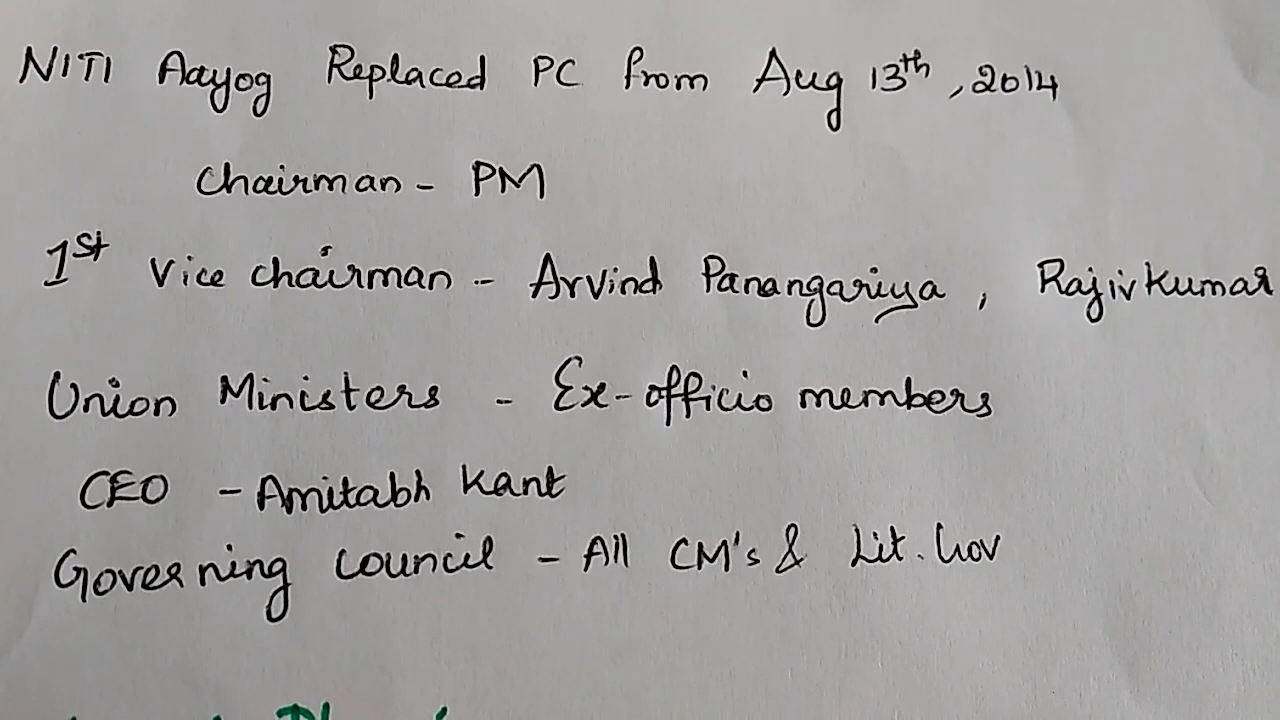 NITI Aayog Replaced PC from Aug 13th, 2014
Chairman - PM
1st Vice chairman - Arvind Panangariya, Rajiv Kumar
Union Ministers - Ex-officio members
CEO - Amitabh Kant
Governing council - All CM's & Lit. Gov